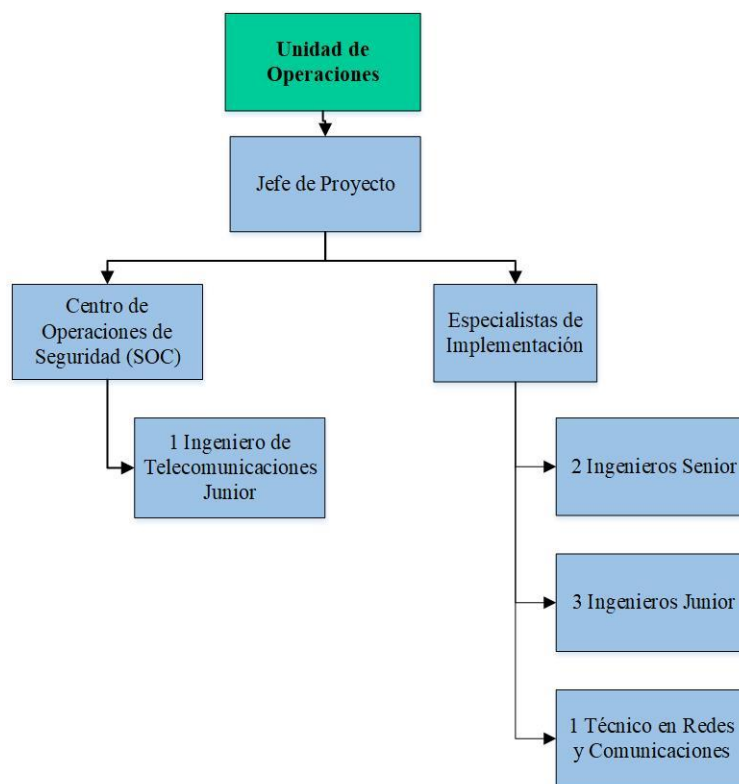 Unidad de
Operaciones
Jefe de Proyecto
Centro de
Operaciones de
Seguridad (SOC)
Especialistas de
Implementación
1 Ingeniero de
Telecomunicaciones
Junior
2 Ingenieros Senior
3 Ingenieros Junior
1 Técnico en Redes
y Comunicaciones